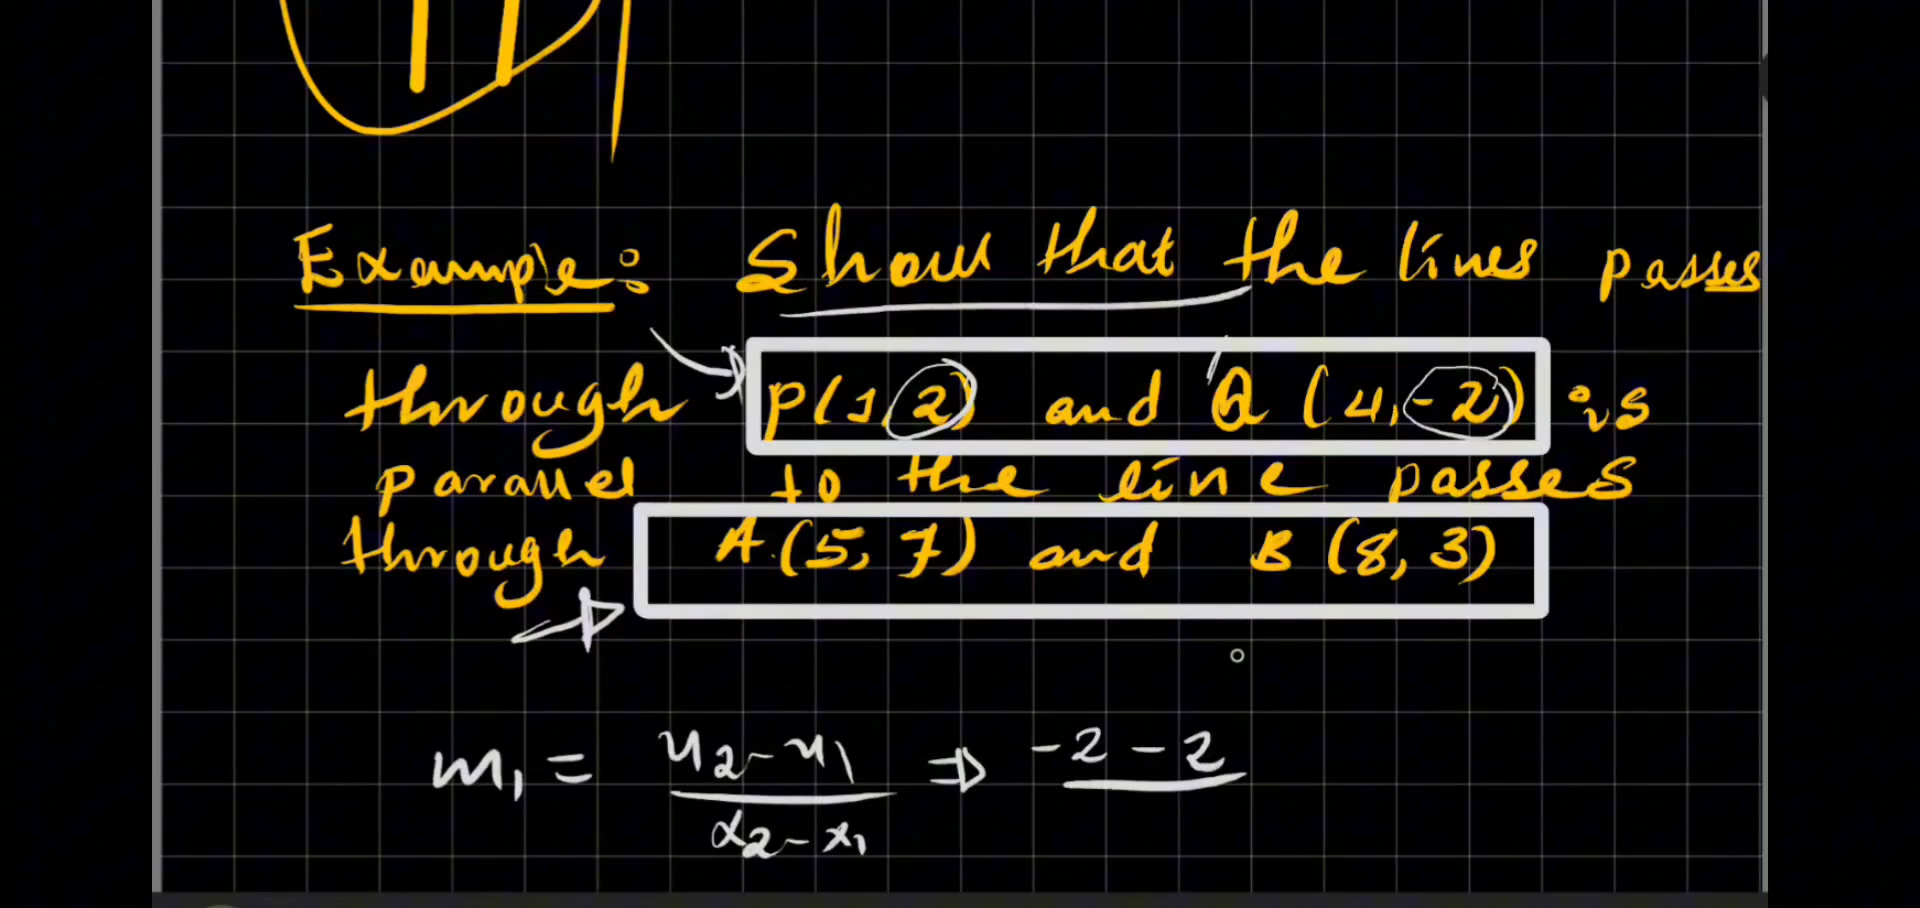 Example: Show that the lines passes
through P(1, 2) and Q (4, -2) is
parallel to the line passes
through A (5, 7) and B (8, 3)
m₁ = y₂ - y₁ / x₂ - x₁ ⇒ -2 - 2